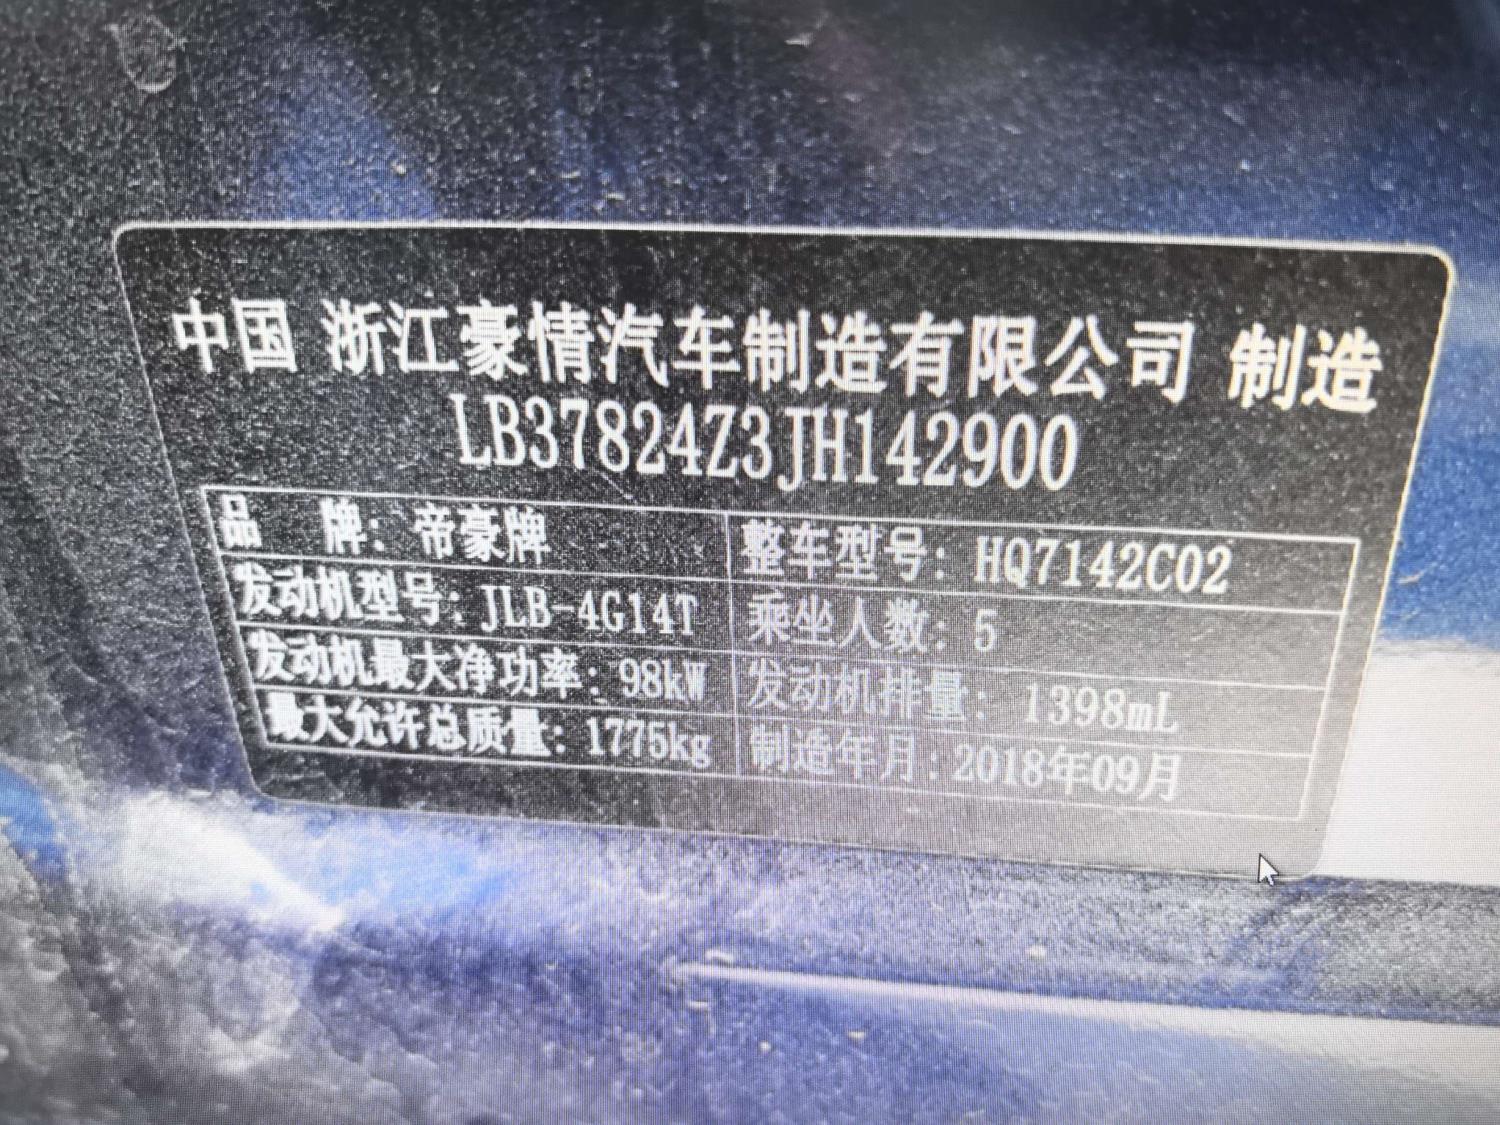 中国 浙江豪情汽车制造有限公司 制造
LB37824Z3JH142900
品 牌: 帝豪牌 整车型号: HQ7142C02
发动机型号: JLB-4G14T 乘坐人数: 5
发动机最大净功率: 98kW 发动机排量: 1398mL
最大允许总质量: 1775kg 制造年月: 2018年09月